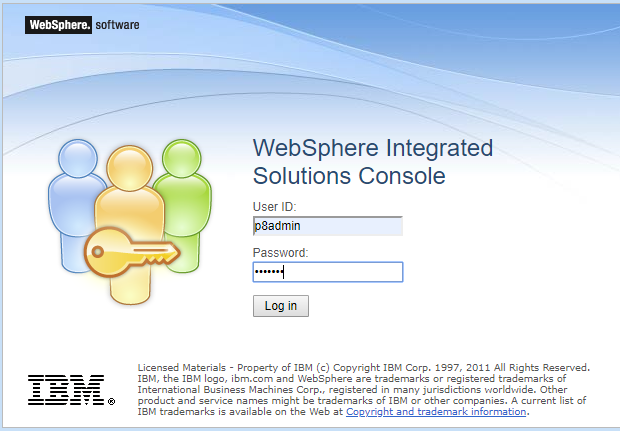 WebSphere. software
WebSphere Integrated
Solutions Console
User ID:
p8admin
Password:
•••••••
Log in
Licensed Materials - Property of IBM (c) Copyright IBM Corp. 1997, 2011 All Rights Reserved.
IBM, the IBM logo, ibm.com and WebSphere are trademarks or registered trademarks of
International Business Machines Corp., registered in many jurisdictions worldwide. Other
product and service names might be trademarks of IBM or other companies. A current list of
IBM trademarks is available on the Web at Copyright and trademark information.
IBM®